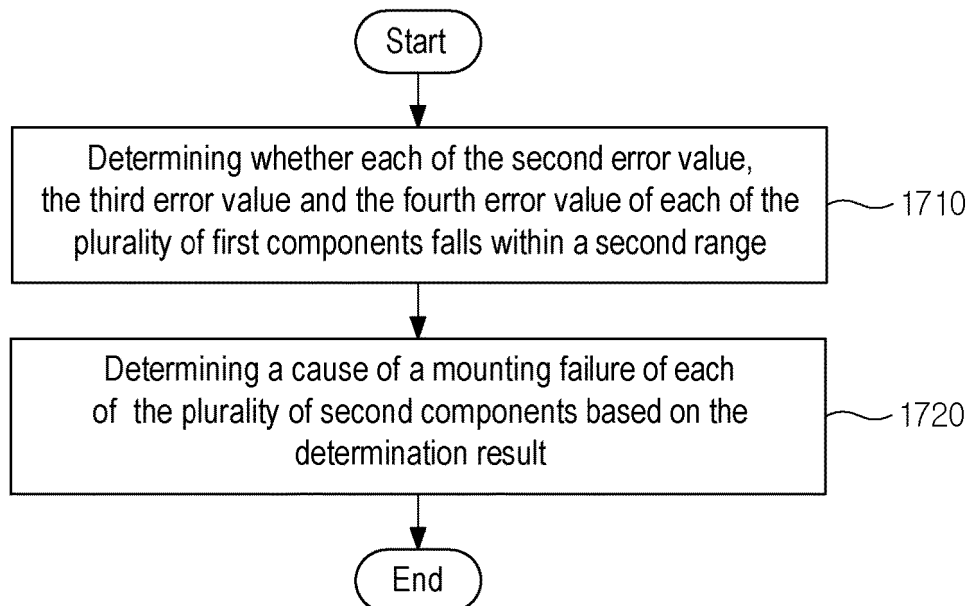 Start
Determining whether each of the second error value,
the third error value and the fourth error value of each of the
plurality of first components falls within a second range
1710
Determining a cause of a mounting failure of each
of the plurality of second components based on the
determination result
1720
End